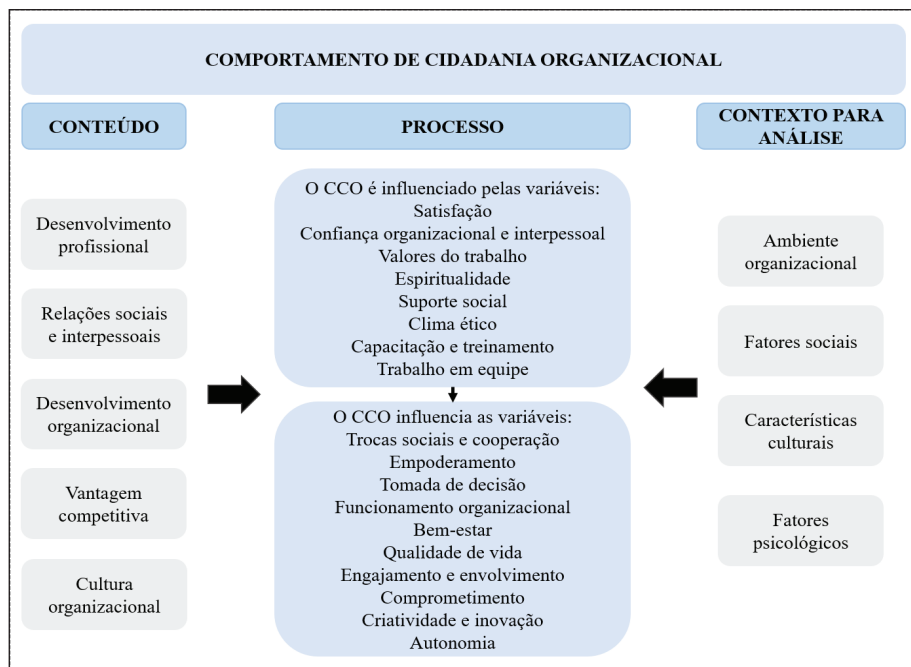 COMPORTAMENTO DE CIDADANIA ORGANIZACIONAL
CONTEÚDO
Desenvolvimento
profissional
Relações sociais
e interpessoais
Desenvolvimento
organizacional
Vantagem
competitiva
Cultura
organizacional
PROCESSO
O CCO é influenciado pelas variáveis:
Satisfação
Confiança organizacional e interpessoal
Valores do trabalho
Espiritualidade
Suporte social
Clima ético
Capacitação e treinamento
Trabalho em equipe
O CCO influencia as variáveis:
Trocas sociais e cooperação
Empoderamento
Tomada de decisão
Funcionamento organizacional
Bem-estar
Qualidade de vida
Engajamento e envolvimento
Comprometimento
Criatividade e inovação
Autonomia
CONTEXTO PARA
ANÁLISE
Ambiente
organizacional
Fatores sociais
Características
culturais
Fatores
psicológicos